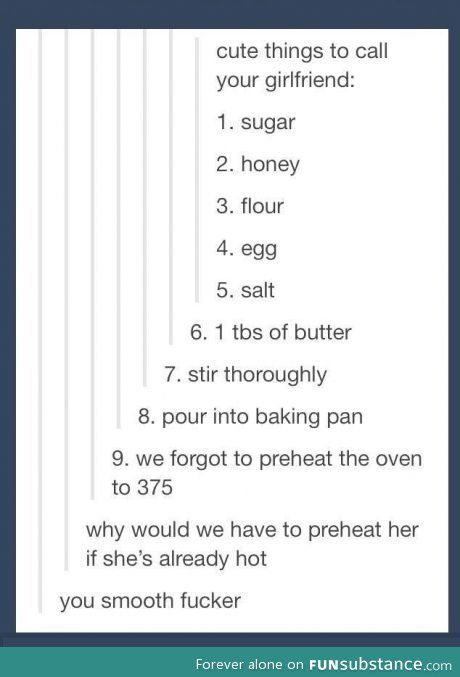 cute things to call
your girlfriend:
1. sugar
2. honey
3. flour
4. egg
5. salt
6. 1 tbs of butter
7. stir thoroughly
8. pour into baking pan
9. we forgot to preheat the oven
to 375
why would we have to preheat her
if she's already hot
you smooth fucker
Forever alone on FUNsubstance.com